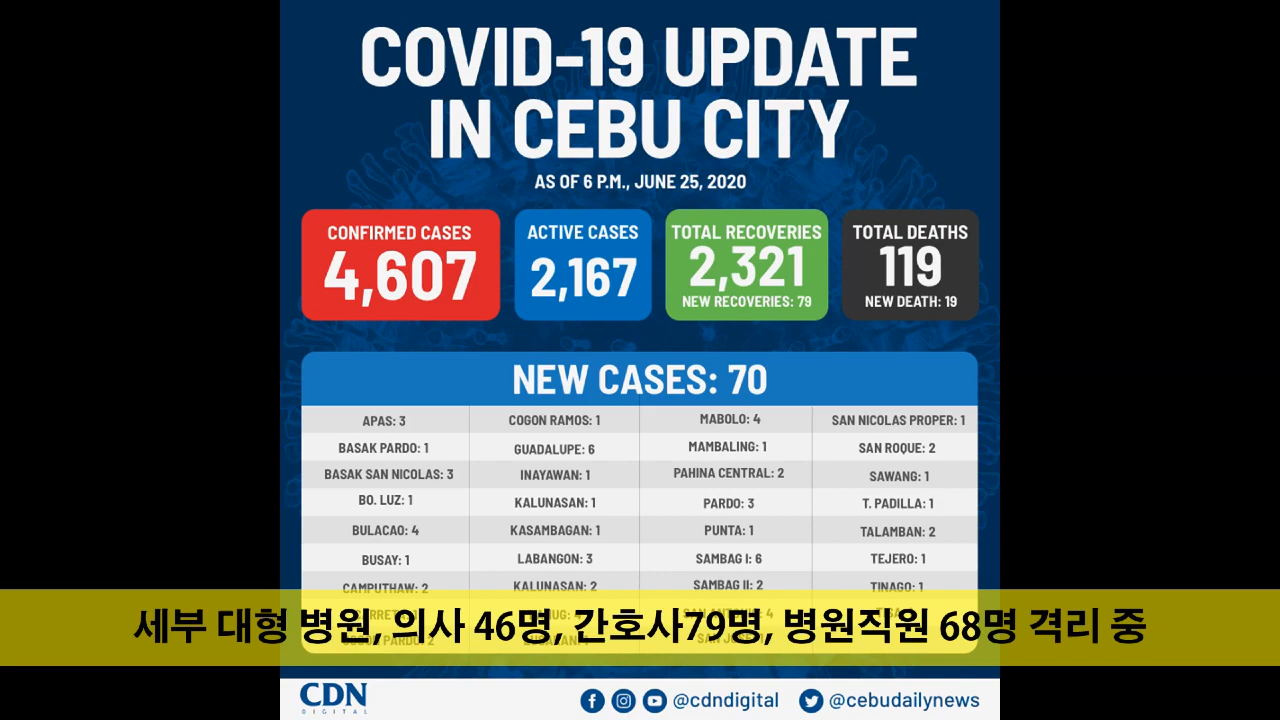 COVID-19 UPDATE
IN CEBU CITY
AS OF 6 P.M., JUNE 25, 2020
CONFIRMED CASES
4,607
ACTIVE CASES
2,167
TOTAL RECOVERIES
2,321
NEW RECOVERIES: 79
TOTAL DEATHS
119
NEW DEATH: 19
NEW CASES: 70
APAS: 3
COGON RAMOS: 1
MABOLO: 4
SAN NICOLAS PROPER: 1
BASAK PARDO: 1
GUADALUPE: 6
MAMBALING: 1
SAN ROQUE: 2
BASAK SAN NICOLAS: 3
INAYAWAN: 1
PAHINA CENTRAL: 2
SAWANG: 1
BO. LUZ: 1
KALUNASAN: 1
PARDO: 3
T. PADILLA: 1
BULACAO: 4
KASAMBAGAN: 1
PUNTA: 1
TALAMBAN: 2
BUSAY: 1
LABANGON: 3
SAMBAG I: 6
TEJERO: 1
CAMPUTHAW: 2
KALUNASAN: 2
SAMBAG II: 2
TINAGO: 1
세부 대형 병원, 의사 46명, 간호사79명, 병원직원 68명 격리 중
CDN
DIGITAL
@cdndigital
@cebudailynews